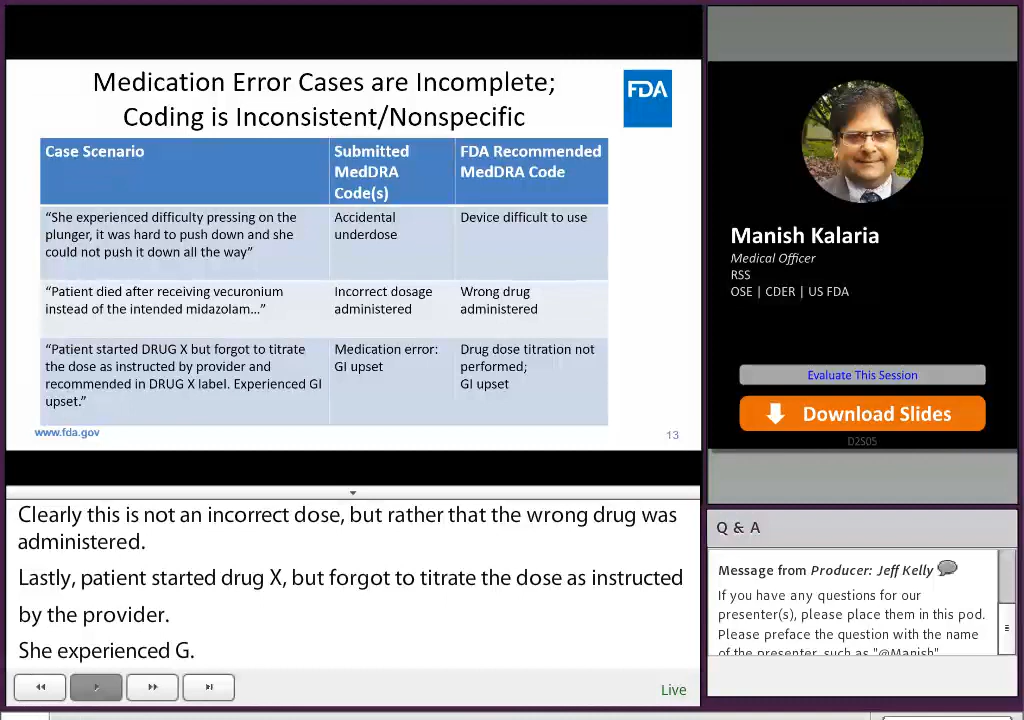 Medication Error Cases are Incomplete;
Coding is Inconsistent/Nonspecific
FDA
Case Scenario
Submitted
MedDRA
Code(s)
FDA Recommended
MedDRA Code
“She experienced difficulty pressing on the
plunger, it was hard to push down and she
could not push it down all the way”
Accidental
underdose
Device difficult to use
“Patient died after receiving vecuronium
instead of the intended midazolam...”
Incorrect dosage
administered
Wrong drug
administered
“Patient started DRUG X but forgot to titrate
the dose as instructed by provider and
recommended in DRUG X label. Experienced GI
upset.”
Medication error:
GI upset
Drug dose titration not
performed;
GI upset
www.fda.gov
13
Clearly this is not an incorrect dose, but rather that the wrong drug was
administered.
Lastly, patient started drug X, but forgot to titrate the dose as instructed
by the provider.
She experienced G.
Live
Manish Kalaria
Medical Officer
RSS
OSE | CDER | US FDA
Evaluate This Session
Download Slides
D2S05
Q & A
Message from Producer: Jeff Kelly
If you have any questions for our
presenter(s), please place them in this pod.
Please preface the question with the name
of the presenter, such as "@Manish"